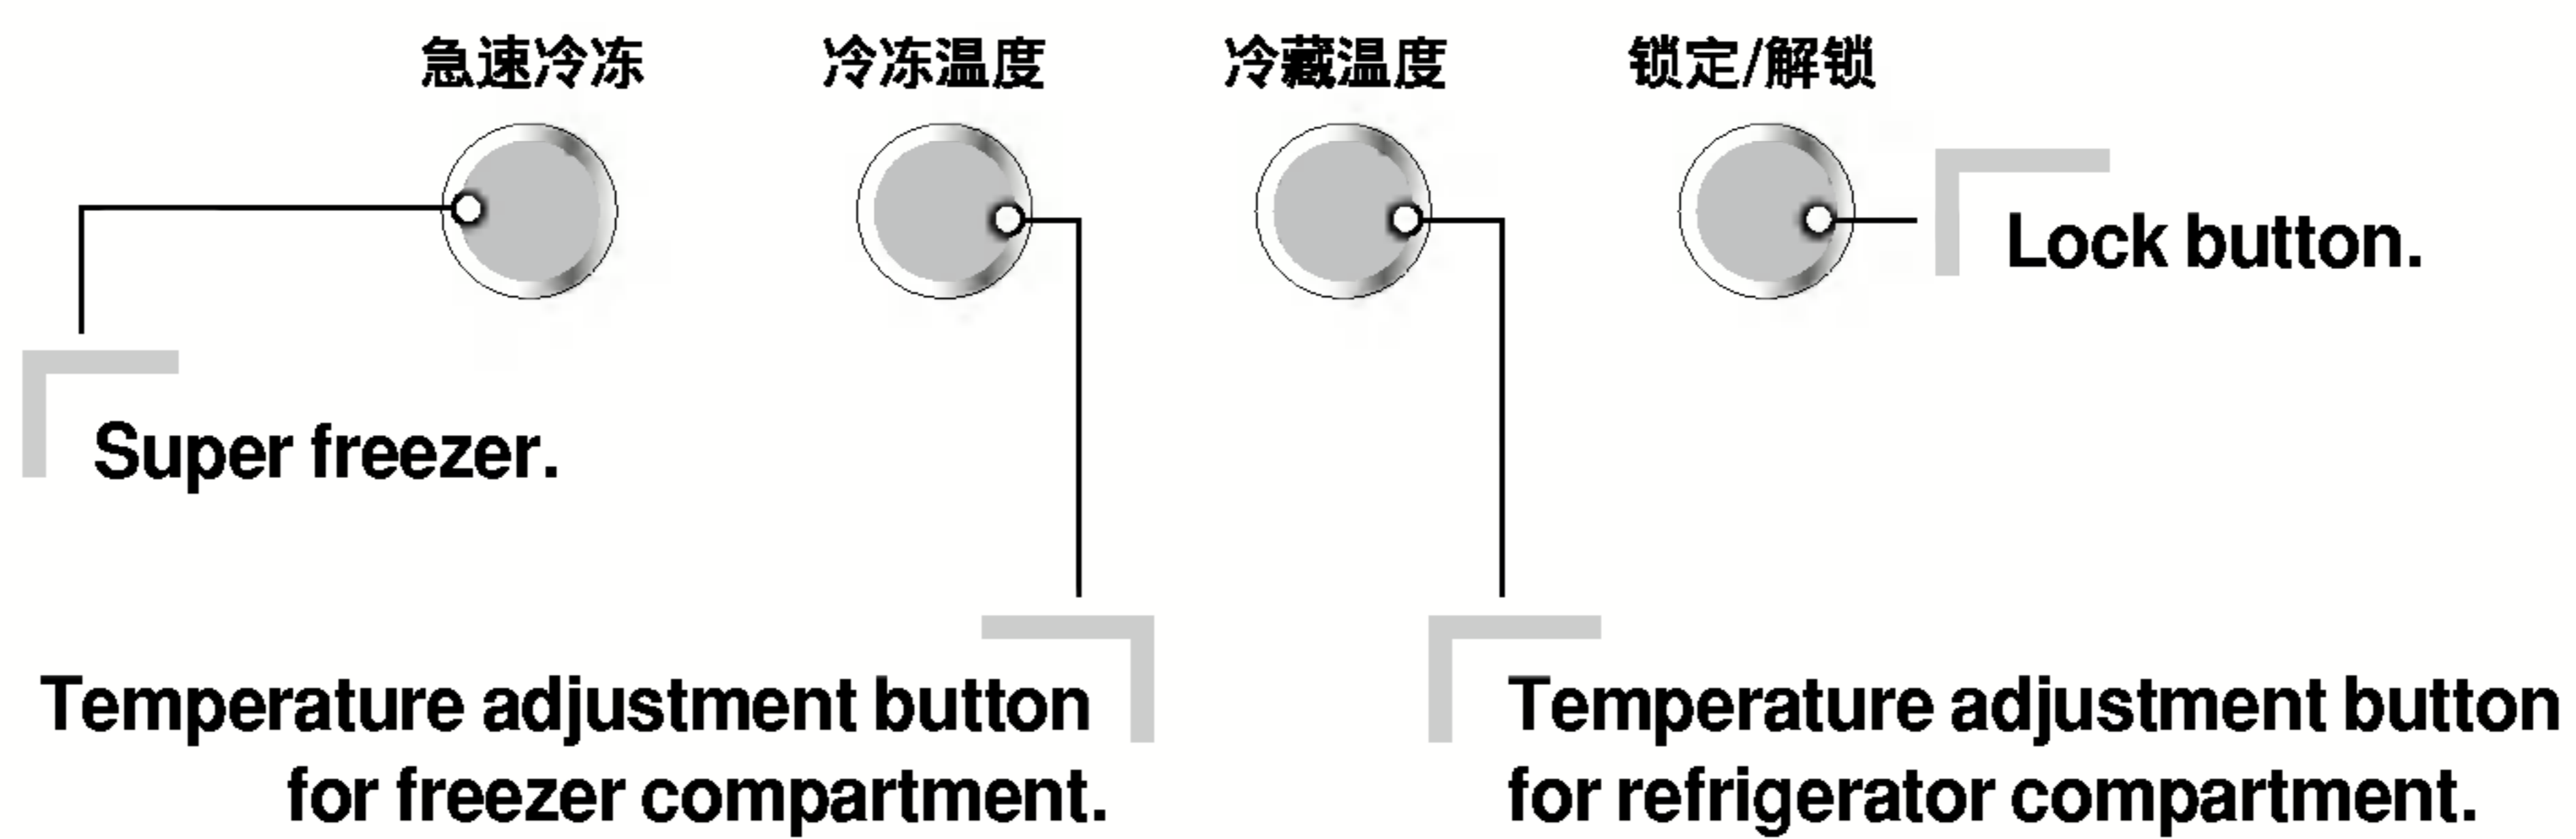 急速冷冻 冷冻温度 冷藏温度 锁定/解锁
Lock button.
Super freezer.
Temperature adjustment button
for freezer compartment.
Temperature adjustment button
for refrigerator compartment.